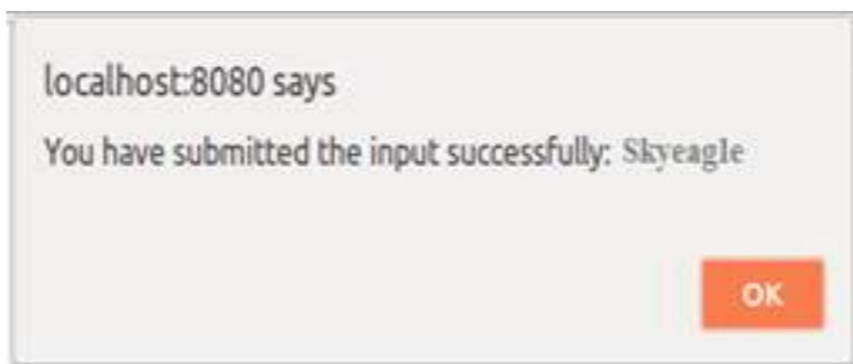 localhost:8080 says
You have submitted the input successfully: Skyeagle
OK